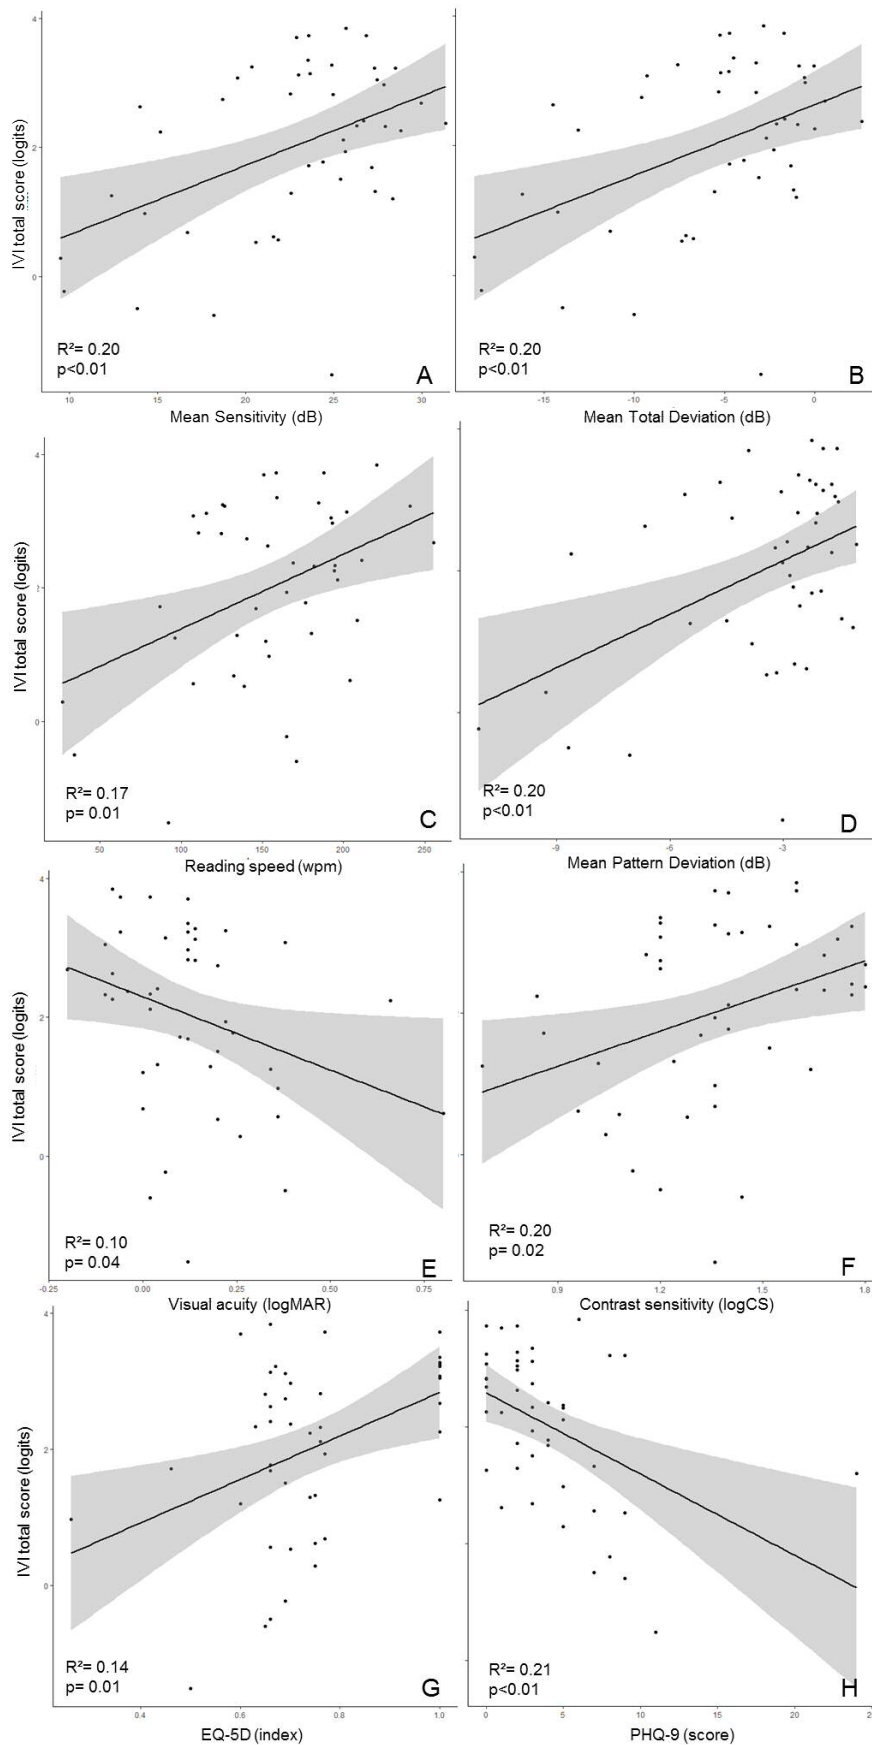 4
2
0
IVI total score (logits)
R²= 0.20
p<0.01
A
10
15
20
25
30
Mean Sensitivity (dB)
R²= 0.20
p<0.01
B
-15
-10
-5
0
Mean Total Deviation (dB)
4
2
0
IVI total score (logits)
R²= 0.17
p= 0.01
C
50
100
150
200
250
Reading speed (wpm)
R²= 0.20
p<0.01
D
-9
-6
-3
Mean Pattern Deviation (dB)
4
2
0
IVI total score (logits)
R²= 0.10
p= 0.04
E
-0.25
0.00
0.25
0.50
0.75
Visual acuity (logMAR)
R²= 0.20
p= 0.02
F
0.9
1.2
1.5
1.8
Contrast sensitivity (logCS)
4
2
0
IVI total score (logits)
R²= 0.14
p= 0.01
G
0.4
0.6
0.8
1.0
EQ-5D (index)
R²= 0.21
p<0.01
H
0
5
10
15
20
PHQ-9 (score)